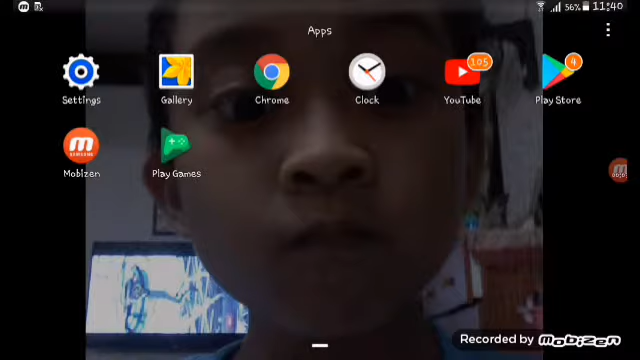 56% 11:40
Apps
105
4
Settings
Gallery
Chrome
Clock
YouTube
Play Store
Mobizen
Play Games
Recorded by Mobizen